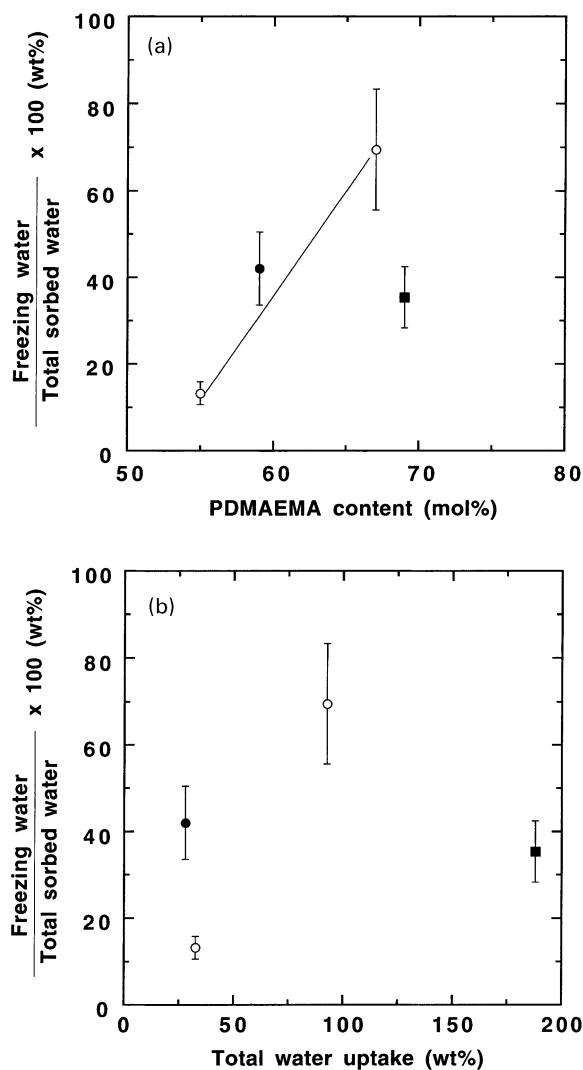 100
(a)
80
60
40
20
0
50
60
70
80
PDMAEMA content (mol%)
Freezing water
Total sorbed water
x 100 (wt%)
100
(b)
80
60
40
20
0
0
50
100
150
200
Total water uptake (wt%)
Freezing water
Total sorbed water
x 100 (wt%)